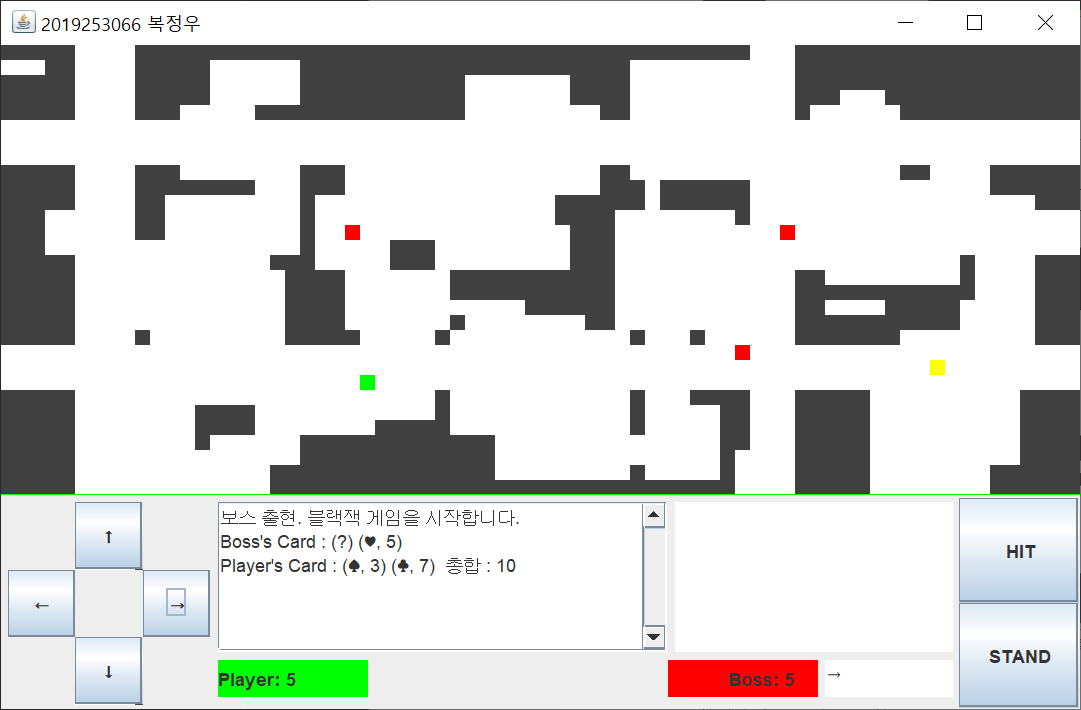 2019253066 복정우
↑
←
→
↓
보스 출현. 블랙잭 게임을 시작합니다.
Boss's Card : (?) (♥, 5)
Player's Card : (♠, 3) (♣, 7)  총합 : 10
Player: 5
Boss: 5
→
HIT
STAND